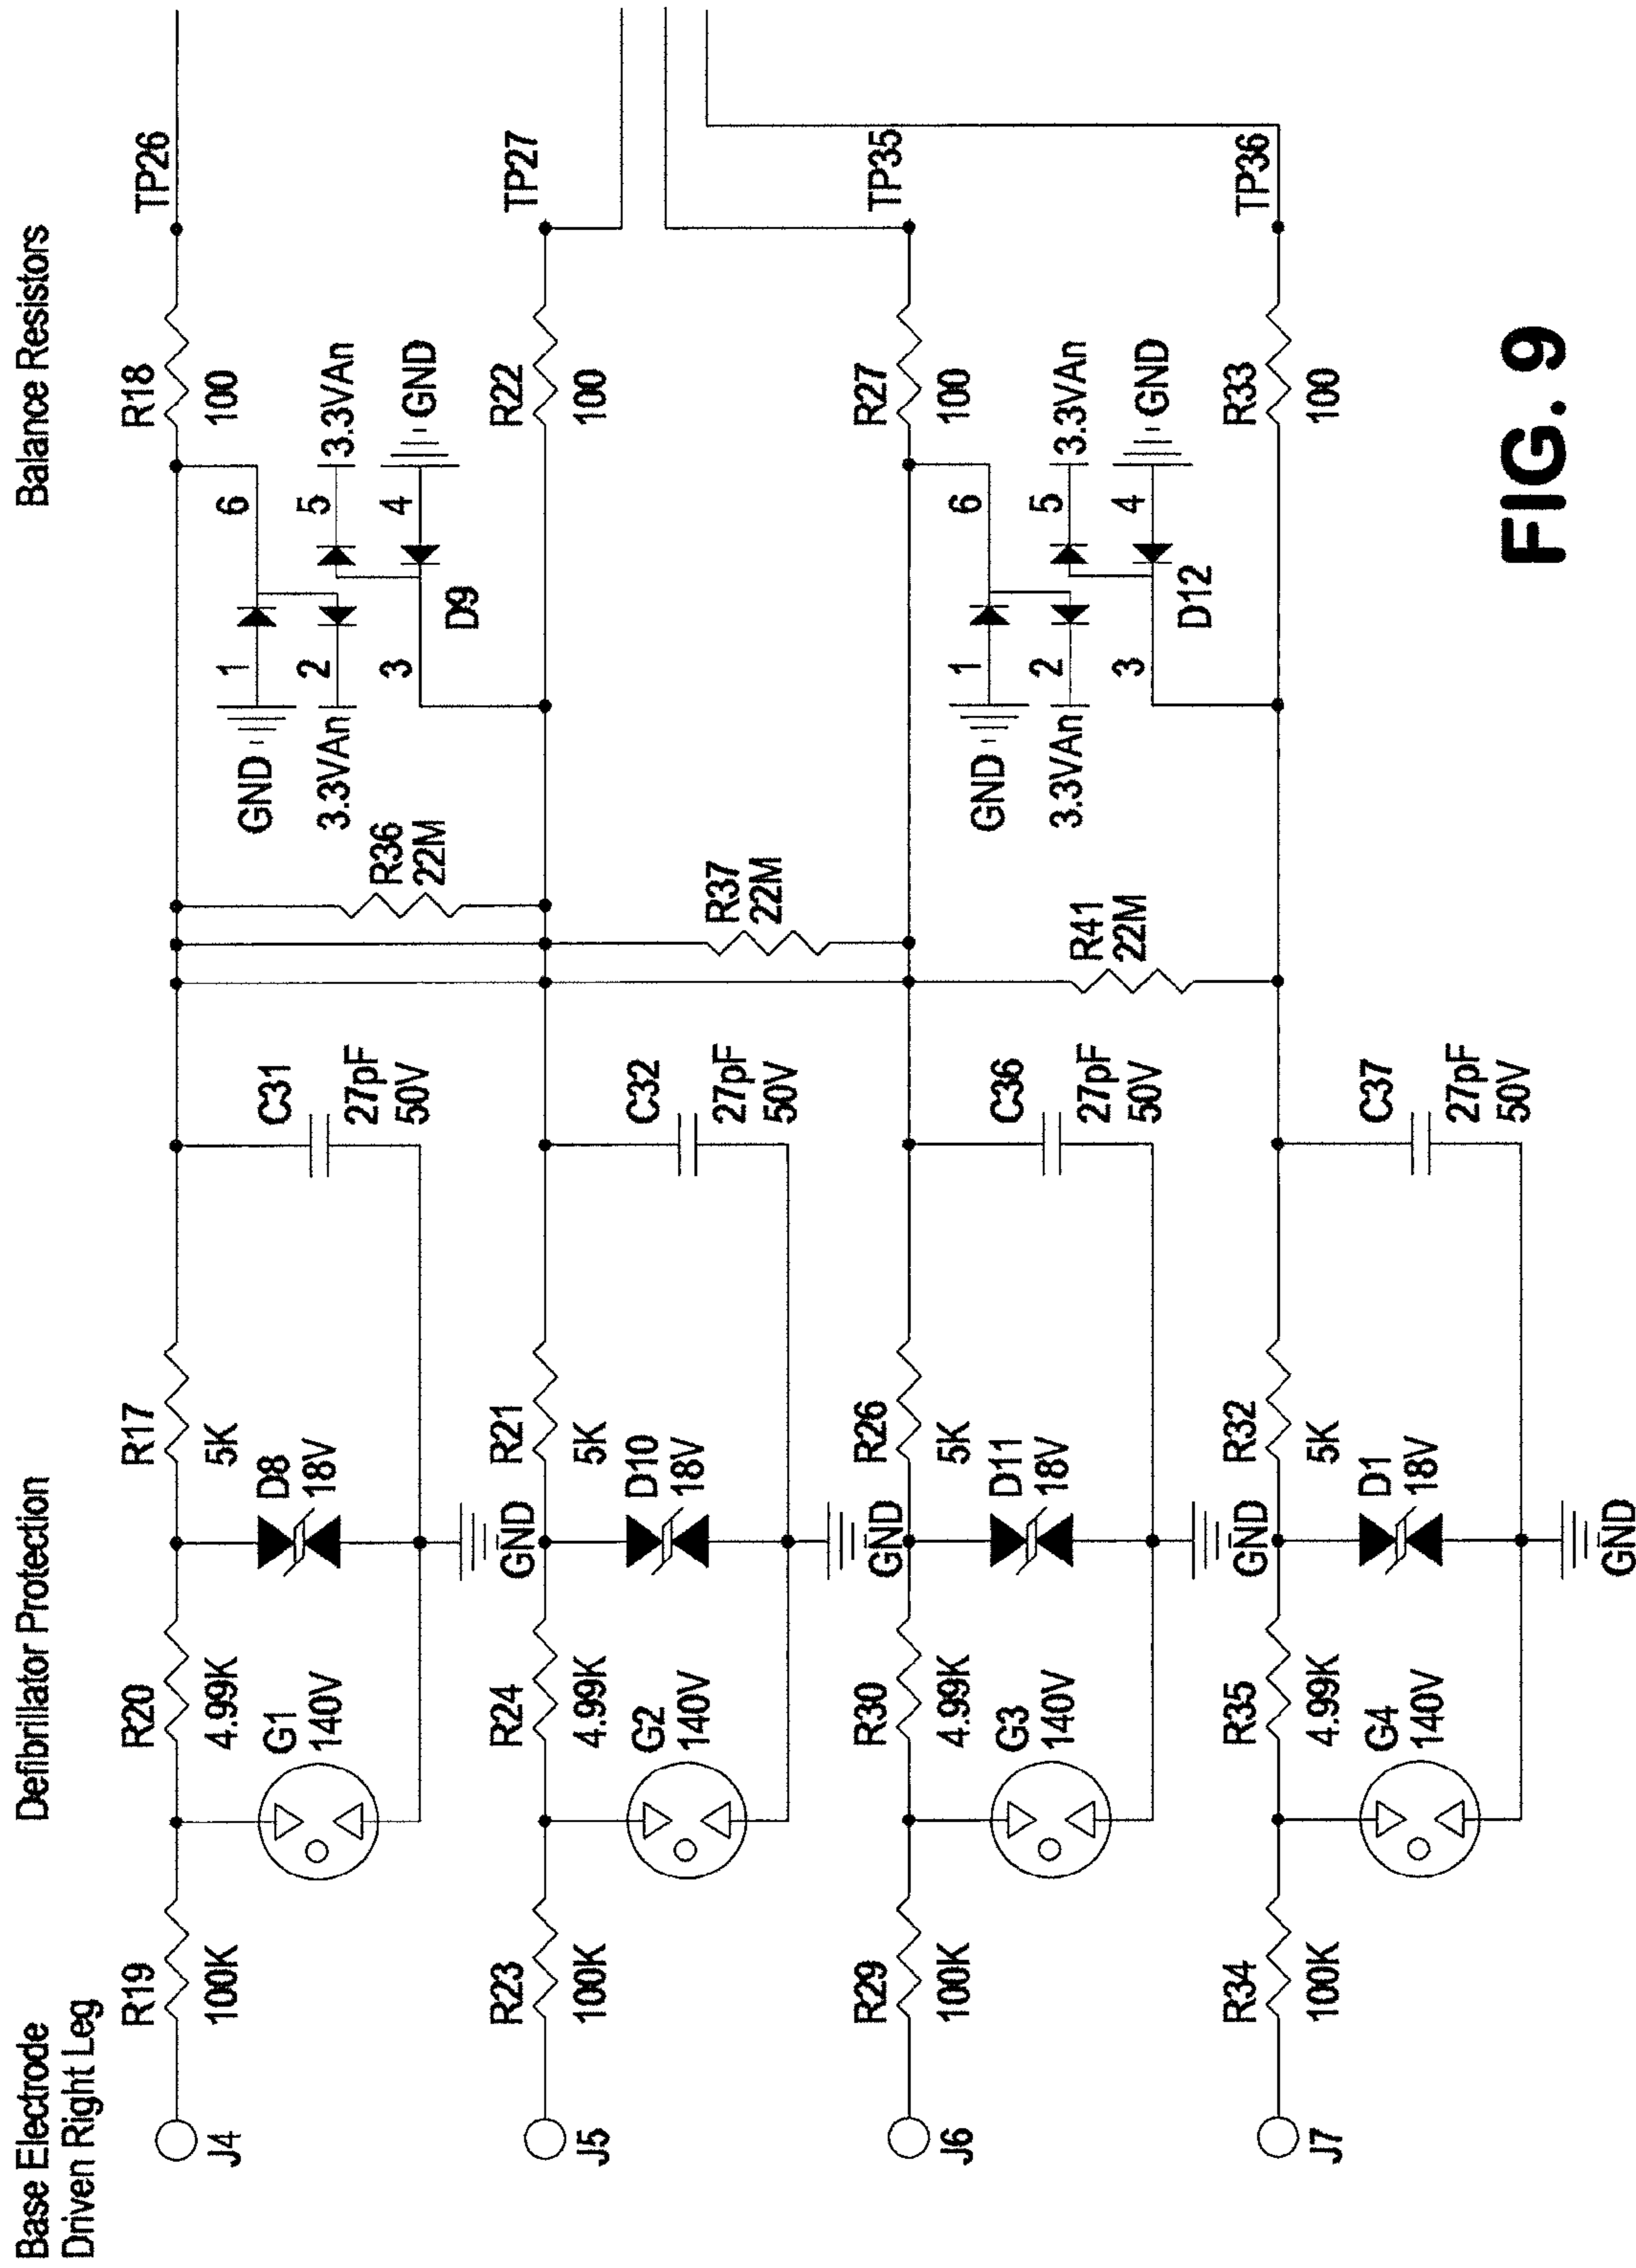 Base Electrode
Driven Right Leg
Defibrillator Protection
Balance Resistors
R19
100K
R20
4.99K
R17
5K
R18
100
TP26
J4
G1
140V
D8
18V
C31
27pF
50V
GND
R36
22M
GND
1
6
3.3VAn
2
5
3.3VAn
3
4
GND
D9
R23
100K
R24
4.99K
R21
5K
R22
100
TP27
J5
G2
140V
D10
18V
C32
27pF
50V
GND
R37
22M
R29
100K
R30
4.99K
R26
5K
R27
100
TP35
J6
G3
140V
D11
18V
C36
27pF
50V
GND
R41
22M
GND
1
6
3.3VAn
2
5
3.3VAn
3
4
GND
D12
R34
100K
R35
4.99K
R32
5K
R33
100
TP36
J7
G4
140V
D1
18V
C37
27pF
50V
GND
FIG. 9